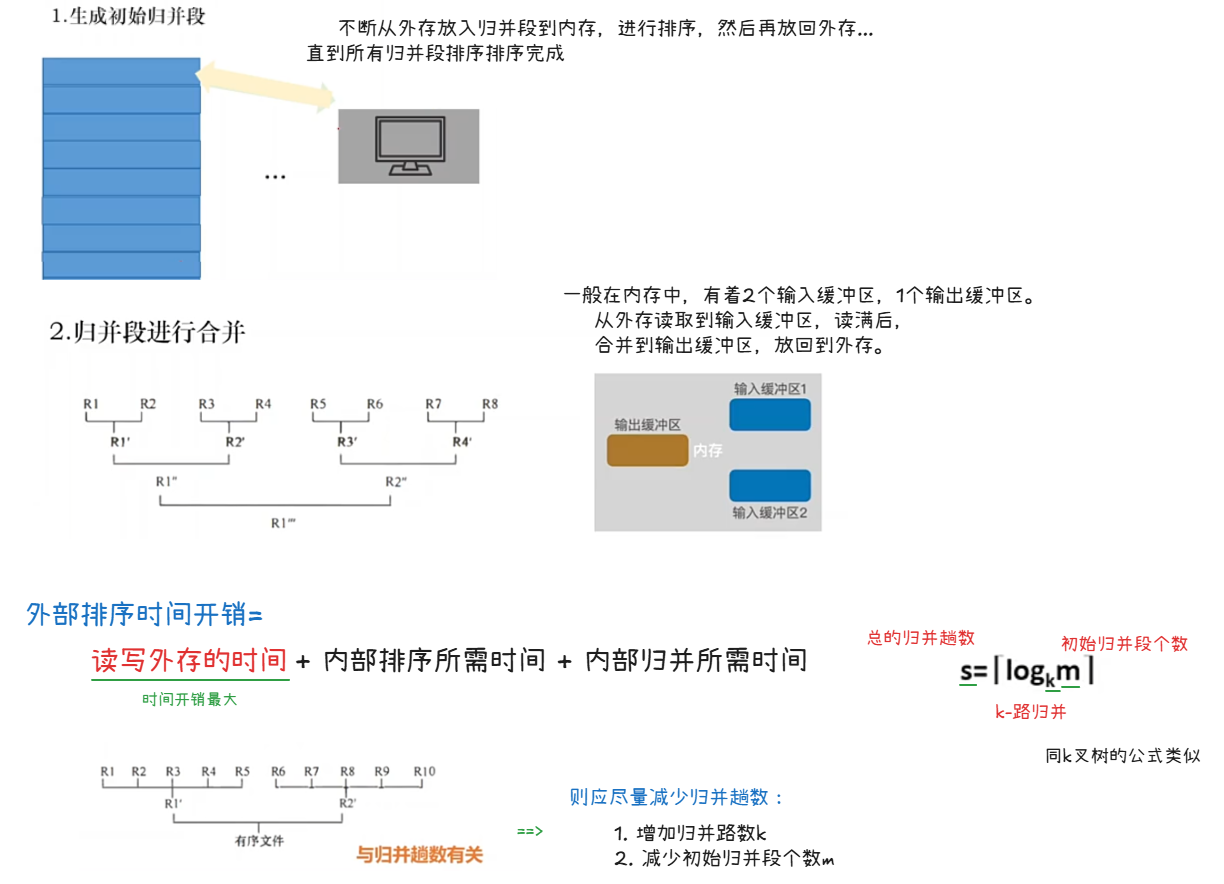 1.生成初始归并段
不断从外存放入归并段到内存，进行排序，然后再放回外存...
直到所有归并段排序排序完成
...
一般在内存中，有着2个输入缓冲区，1个输出缓冲区。
从外存读取到输入缓冲区，读满后，
合并到输出缓冲区，放回到外存。
2.归并段进行合并
R1 R2 R3 R4 R5 R6 R7 R8
R1' R2' R3' R4'
R1" R2"
R1"'
输入缓冲区1
输出缓冲区
内存
输入缓冲区2
外部排序时间开销=
读写外存的时间 + 内部排序所需时间 + 内部归并所需时间
时间开销最大
总的归并趟数
初始归并段个数
s=⌈logₖm⌉
k-路归并
同k叉树的公式类似
R1 R2 R3 R4 R5 R6 R7 R8 R9 R10
R1' R2'
有序文件
与归并趟数有关
==>
则应尽量减少归并趟数：
1. 增加归并路数k
2. 减少初始归并段个数m